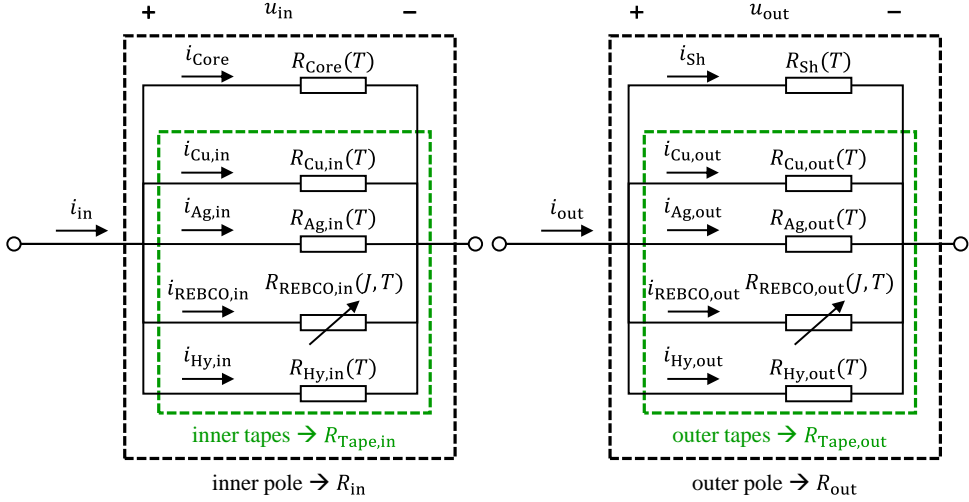 + u_in −
i_Core R_Core(T)
i_Cu,in R_Cu,in(T)
i_in
i_Ag,in R_Ag,in(T)
i_REBCO,in R_REBCO,in(J, T)
i_Hy,in R_Hy,in(T)
inner tapes → R_Tape,in
inner pole → R_in
+ u_out −
i_Sh R_Sh(T)
i_Cu,out R_Cu,out(T)
i_out
i_Ag,out R_Ag,out(T)
i_REBCO,out R_REBCO,out(J, T)
i_Hy,out R_Hy,out(T)
outer tapes → R_Tape,out
outer pole → R_out